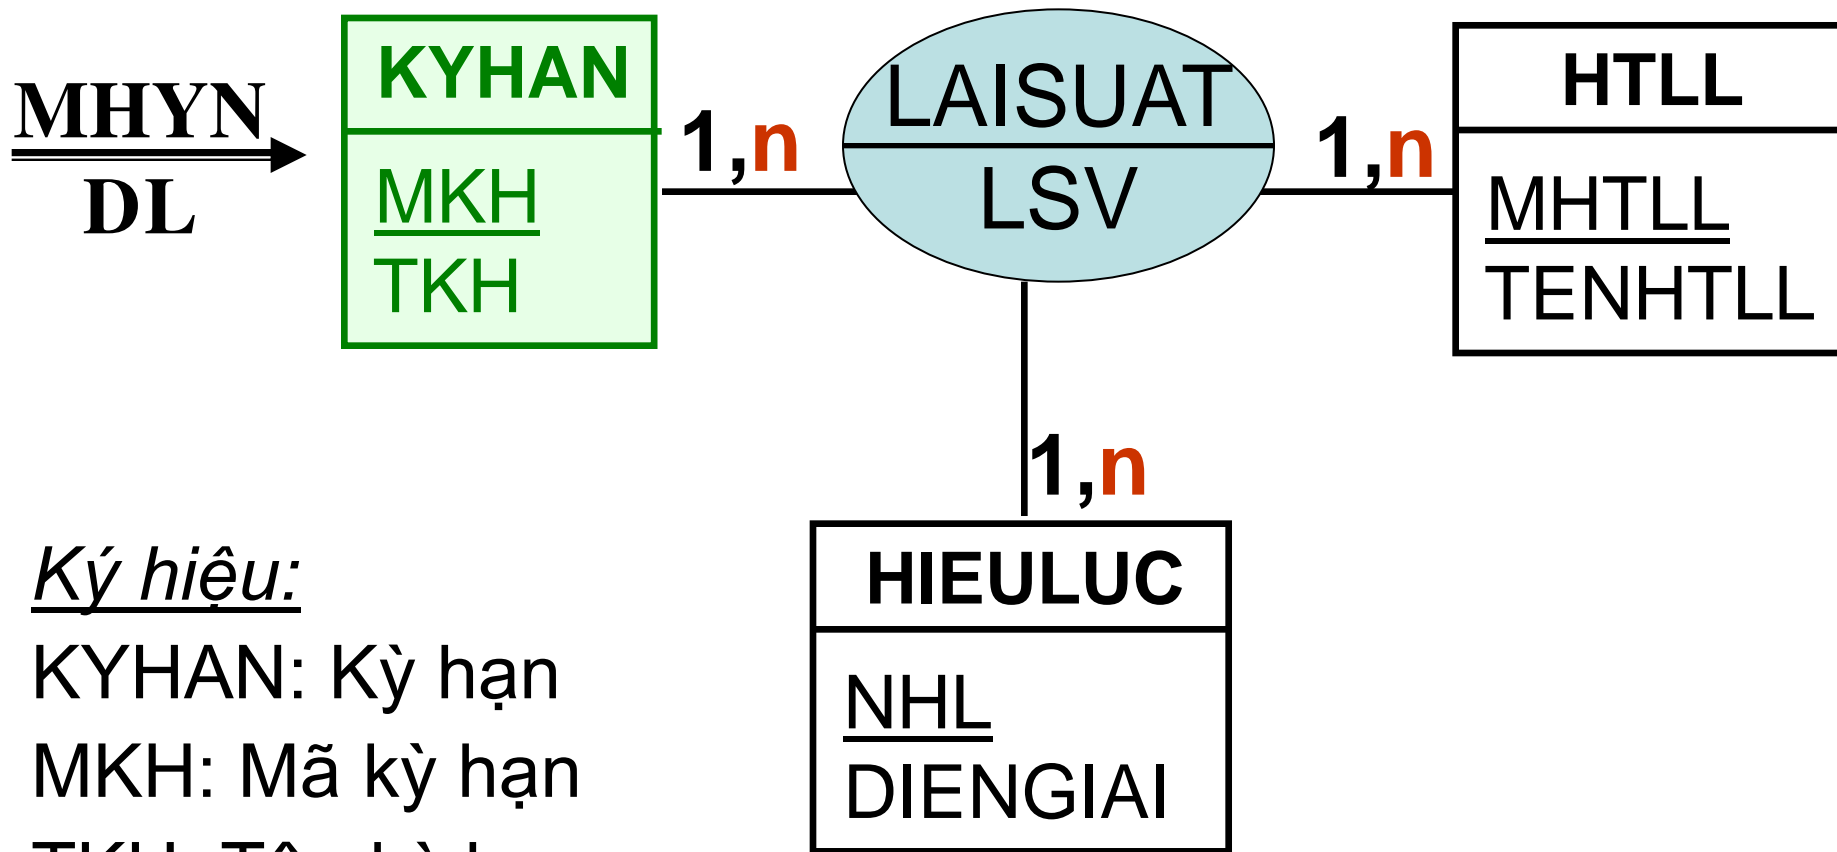 MHYN
DL
KYHAN
MKH
TKH
1,n
LAISUAT
LSV
1,n
HTLL
MHTLL
TENHTLL
1,n
HIEULUC
NHL
DIENGIAI
Ký hiệu:
KYHAN: Kỳ hạn
MKH: Mã kỳ hạn